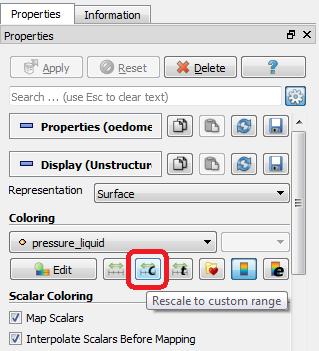 Properties Information
Properties
Apply Reset Delete ?
Search ... (use Esc to clear text)
Properties (oedome
Display (Unstructur
Representation Surface
Coloring
pressure_liquid
Edit c t e
Rescale to custom range
Scalar Coloring
Map Scalars
Interpolate Scalars Before Mapping